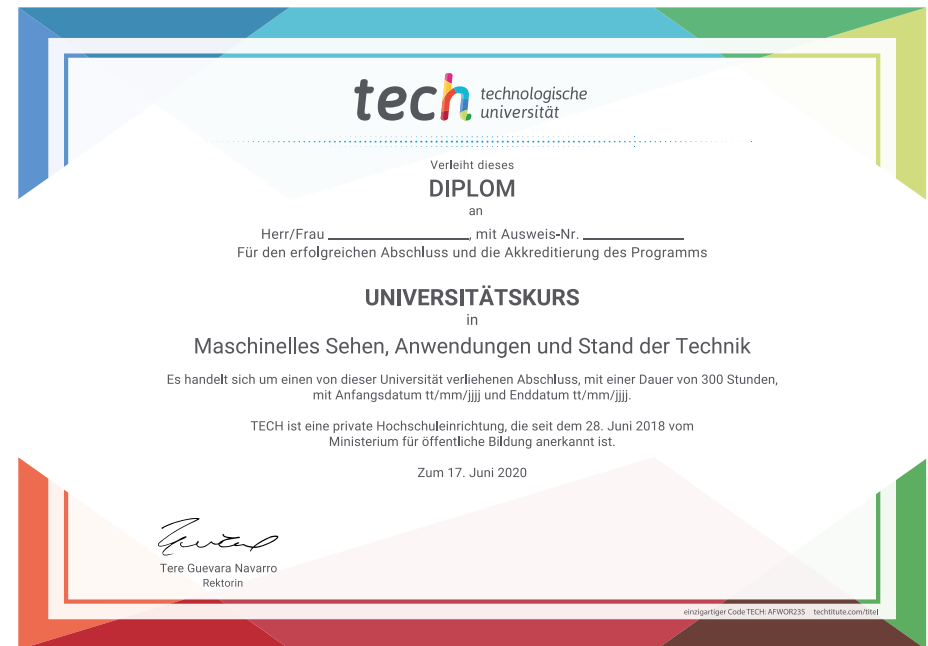 tech technologische
universität
Verleiht dieses
DIPLOM
an
Herr/Frau ____________, mit Ausweis-Nr. ____________
Für den erfolgreichen Abschluss und die Akkreditierung des Programms
UNIVERSITÄTSKURS
in
Maschinelles Sehen, Anwendungen und Stand der Technik
Es handelt sich um einen von dieser Universität verliehenen Abschluss, mit einer Dauer von 300 Stunden,
mit Anfangsdatum tt/mm/jjjj und Enddatum tt/mm/jjjj.
TECH ist eine private Hochschuleinrichtung, die seit dem 28. Juni 2018 vom
Ministerium für öffentliche Bildung anerkannt ist.
Zum 17. Juni 2020
Tere Guevara Navarro
Rektorin
einzigartiger Code TECH: AFWOR23S techtitute.com/titel